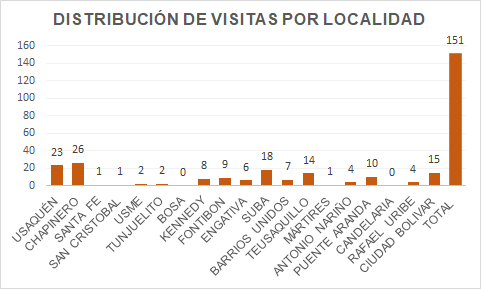 DISTRIBUCIÓN DE VISITAS POR LOCALIDAD
160
140
120
100
80
60
40
20
0
23
26
1
1
2
2
0
8
9
6
18
7
14
1
4
10
0
4
15
151
USAQUÉN
CHAPINERO
SANTA FE
SAN CRISTOBAL
USME
TUNJUELITO
BOSA
KENNEDY
FONTIBON
ENGATIVA
SUBA
BARRIOS UNIDOS
TEUSAQUILLO
MÁRTIRES
ANTONIO NARIÑO
PUENTE ARANDA
CANDELARIA
RAFAEL URIBE
CIUDAD BOLIVAR
TOTAL